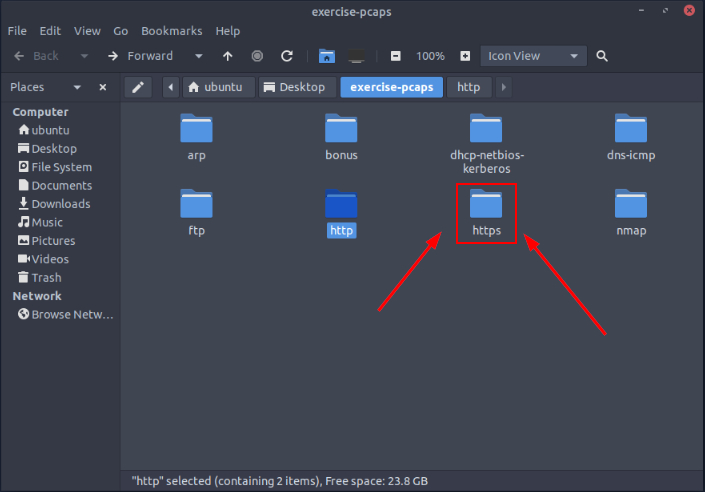 exercise-pcaps
File Edit View Go Bookmarks Help
Back Forward 100% Icon View
Places ubuntu Desktop exercise-pcaps http
Computer
ubuntu
Desktop
File System
Documents
Downloads
Music
Pictures
Videos
Trash
Network
Browse Netw...
arp bonus dhcp-netbios- dns-icmp
kerberos
ftp http https nmap
"http" selected (containing 2 items), Free space: 23.8 GB